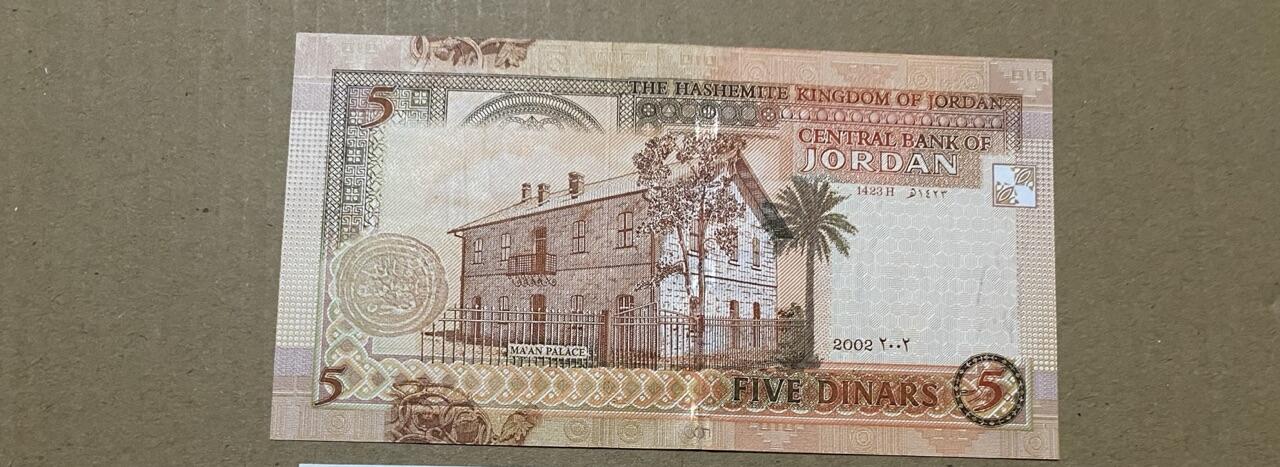 5
THE HASHEMITE KINGDOM OF JORDAN
CENTRAL BANK OF
JORDAN
1423 H ١٤٢٣هـ
2002 ٢٠٠٢
MA'AN PALACE
5
FIVE DINARS
5